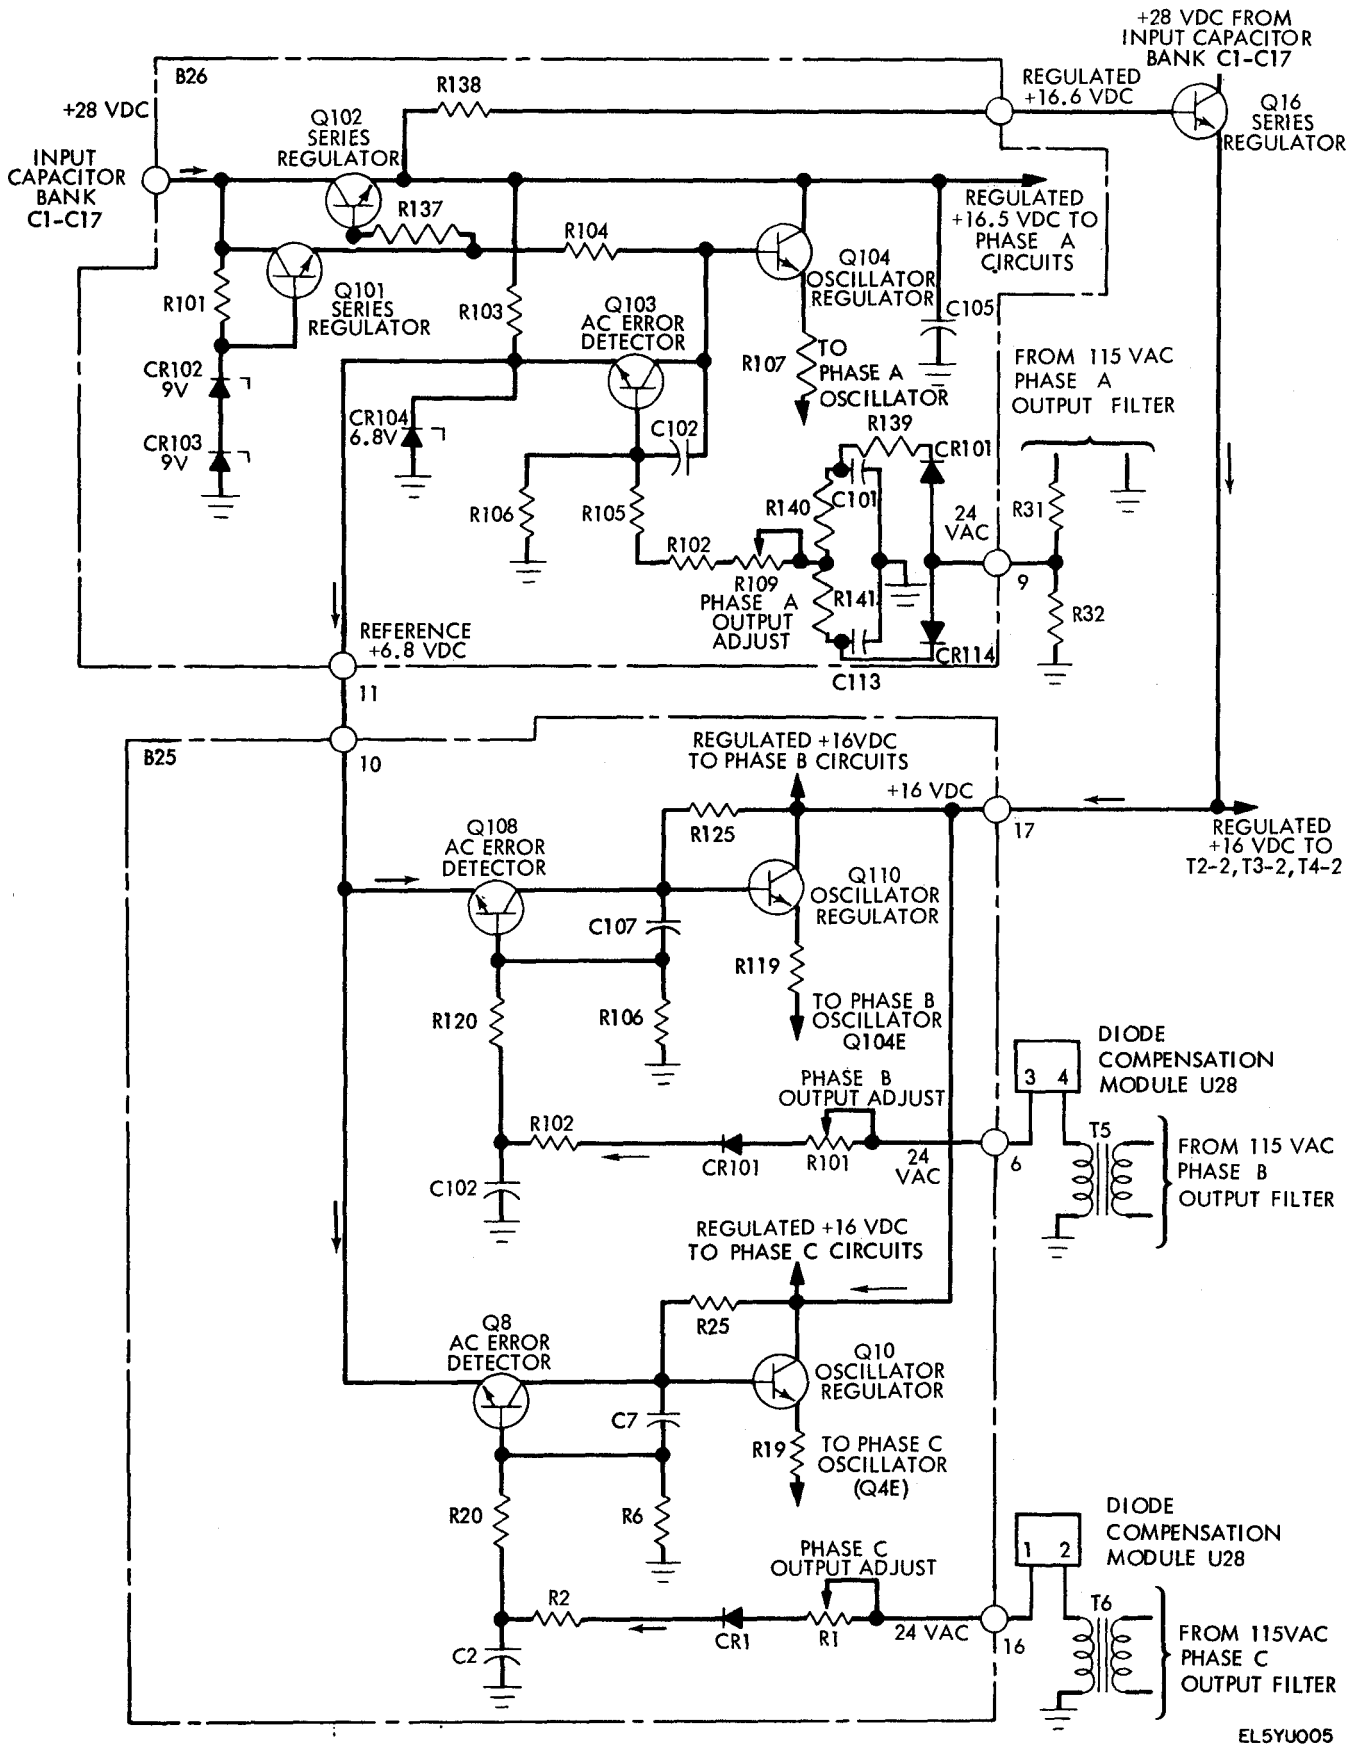 +28 VDC FROM
INPUT CAPACITOR
BANK C1-C17
B26
R138
REGULATED
+16.6 VDC
+28 VDC
Q102
SERIES
REGULATOR
Q16
SERIES
REGULATOR
INPUT
CAPACITOR
BANK
C1-C17
R137
R104
REGULATED
+16.5 VDC TO
PHASE A
CIRCUITS
Q104
OSCILLATOR
REGULATOR
R101
Q101
SERIES
REGULATOR
R103
Q103
AC ERROR
DETECTOR
C105
R107
TO
PHASE A
OSCILLATOR
FROM 115 VAC
PHASE A
OUTPUT FILTER
CR102
9V
CR104
6.8V
C102
R139
CR101
CR103
9V
R106
R105
R140
C101
24
VAC
R31
R102
R109
PHASE A
OUTPUT
ADJUST
R141
9
R32
REFERENCE
+6.8 VDC
CR114
C113
11
B25
10
REGULATED +16VDC
TO PHASE B CIRCUITS
+16 VDC
R125
17
Q108
AC ERROR
DETECTOR
REGULATED
+16 VDC TO
T2-2,T3-2,T4-2
Q110
OSCILLATOR
REGULATOR
C107
R119
R120
R106
TO PHASE B
OSCILLATOR
Q104E
DIODE
COMPENSATION
MODULE U28
3 4
PHASE B
OUTPUT ADJUST
R102
CR101
R101
24
VAC
6
T5
FROM 115 VAC
PHASE B
OUTPUT FILTER
C102
REGULATED +16 VDC
TO PHASE C CIRCUITS
R25
Q8
AC ERROR
DETECTOR
Q10
OSCILLATOR
REGULATOR
C7
R19
TO PHASE C
OSCILLATOR
(Q4E)
R20
R6
DIODE
COMPENSATION
MODULE U28
1 2
PHASE C
OUTPUT ADJUST
R2
CR1
R1
24 VAC
16
T6
FROM 115VAC
PHASE C
OUTPUT FILTER
C2
EL5YU005